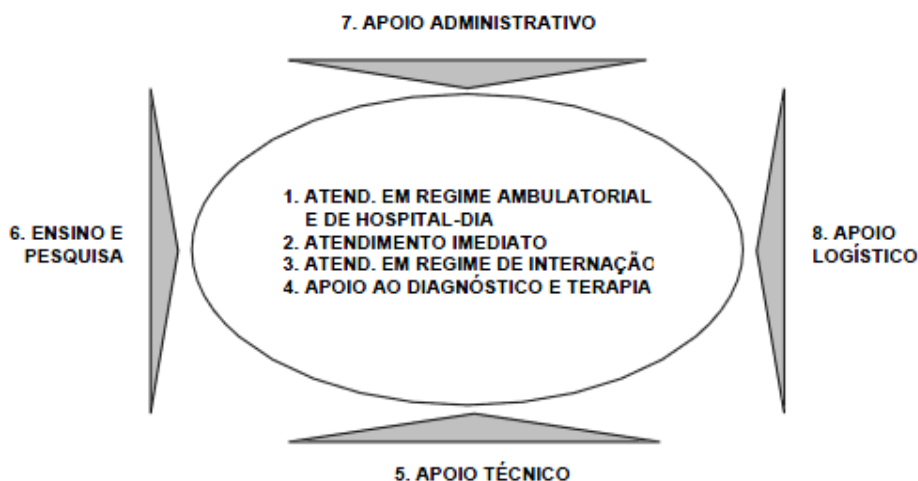 7. APOIO ADMINISTRATIVO
1. ATEND. EM REGIME AMBULATORIAL
E DE HOSPITAL-DIA
2. ATENDIMENTO IMEDIATO
3. ATEND. EM REGIME DE INTERNAÇÃO
4. APOIO AO DIAGNÓSTICO E TERAPIA
6. ENSINO E
PESQUISA
8. APOIO
LOGÍSTICO
5. APOIO TÉCNICO